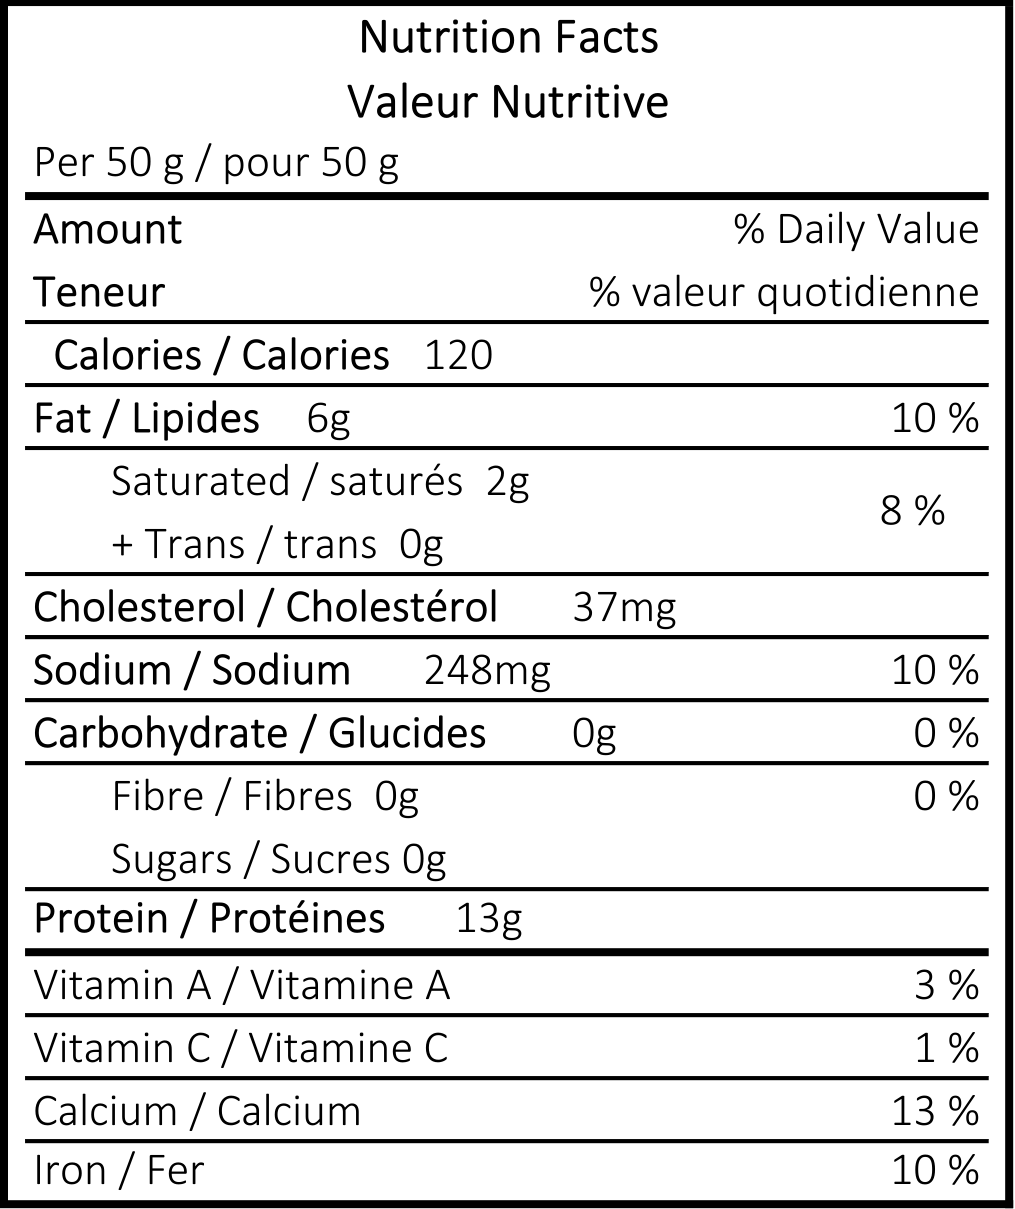 Nutrition Facts
Valeur Nutritive
Per 50 g / pour 50 g
Amount % Daily Value
Teneur % valeur quotidienne
Calories / Calories 120
Fat / Lipides 6g 10 %
Saturated / saturés 2g
8 %
+ Trans / trans 0g
Cholesterol / Cholestérol 37mg
Sodium / Sodium 248mg 10 %
Carbohydrate / Glucides 0g 0 %
Fibre / Fibres 0g 0 %
Sugars / Sucres 0g
Protein / Protéines 13g
Vitamin A / Vitamine A 3 %
Vitamin C / Vitamine C 1 %
Calcium / Calcium 13 %
Iron / Fer 10 %